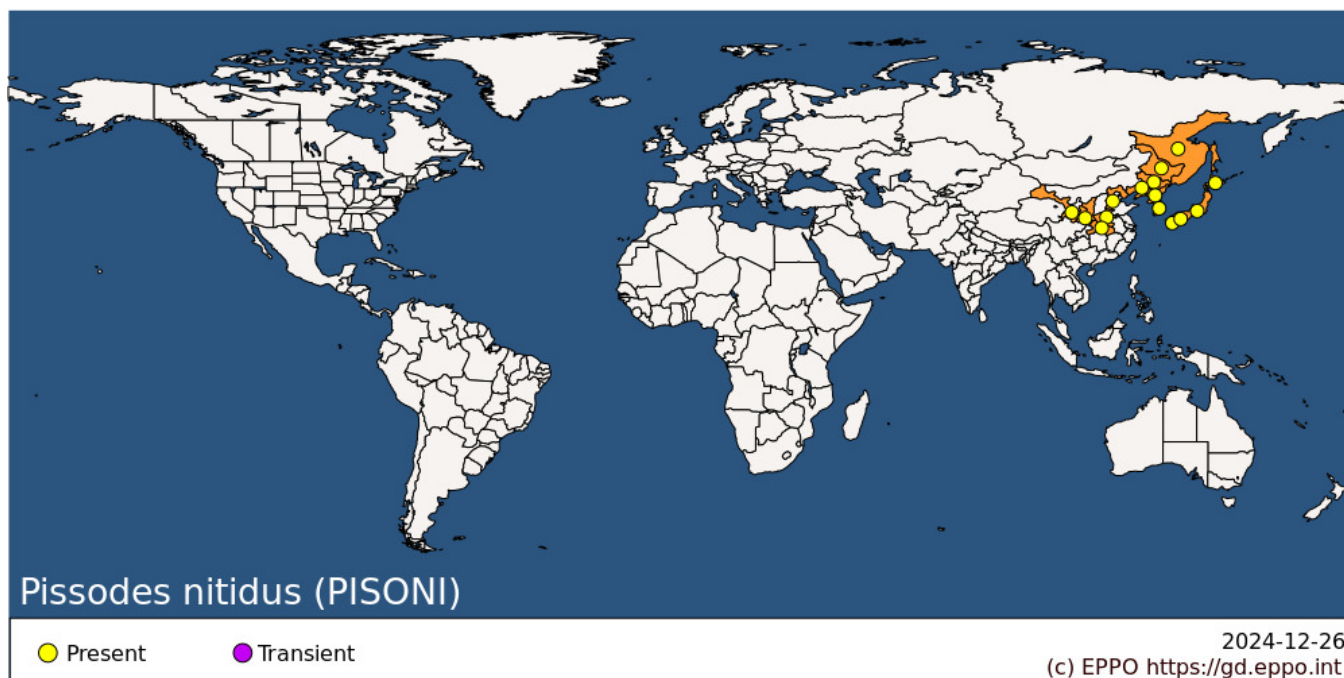 Pissodes nitidus (PISONI)
Present
Transient
2024-12-26
(c) EPPO https://gd.eppo.int